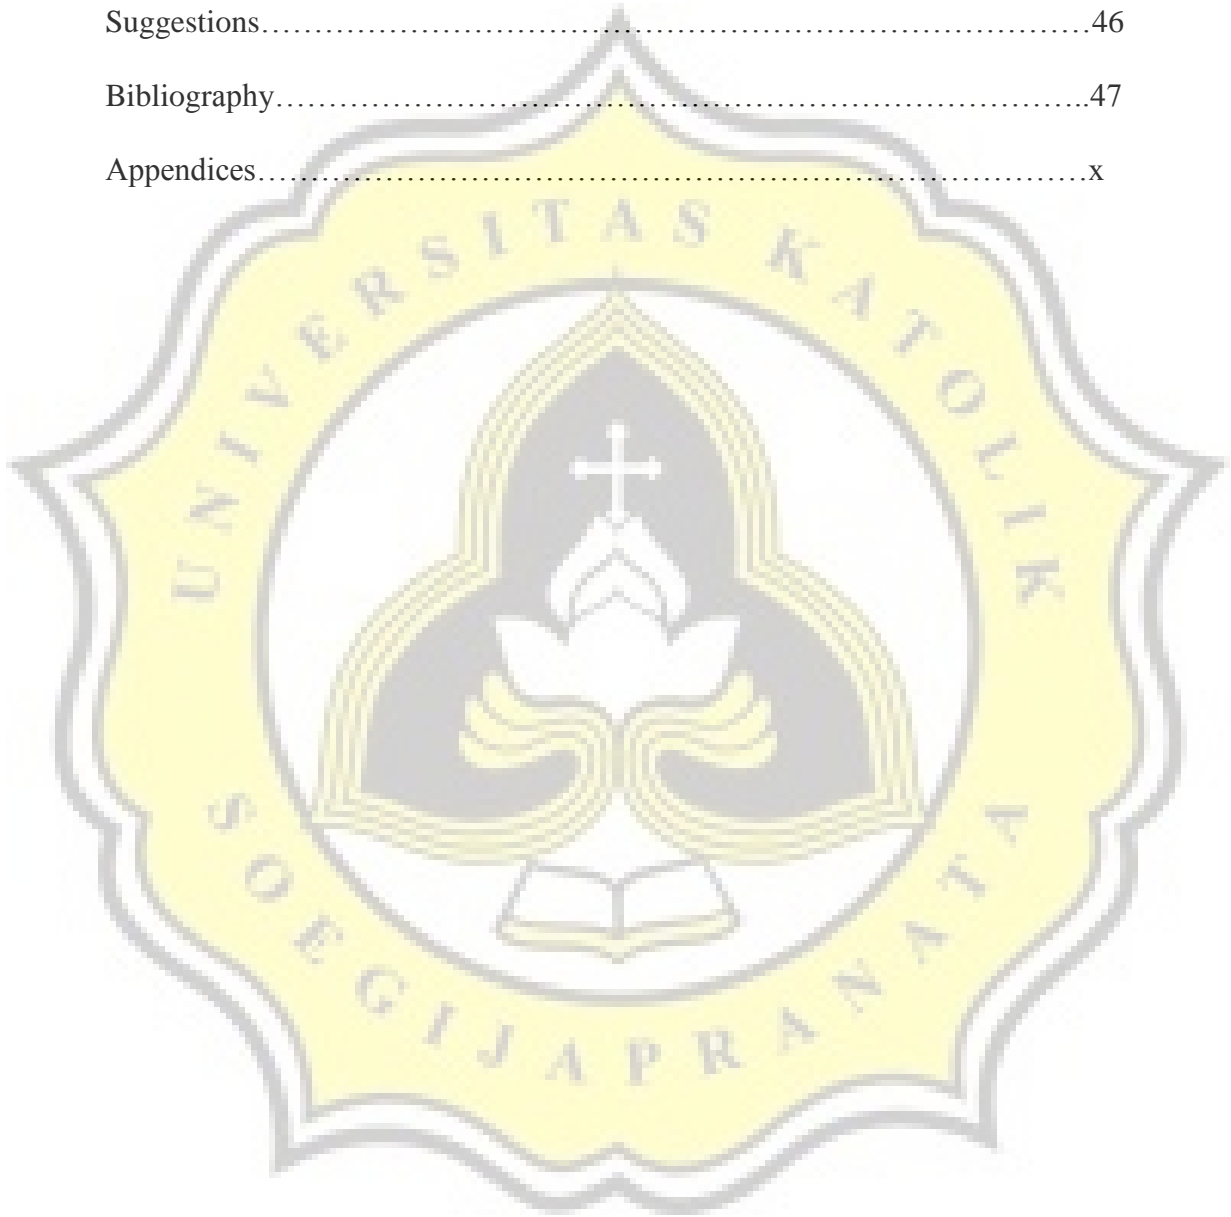 Suggestions……………………………………………………………………….46
Bibliography……………………………………………………………………..47
Appendices………………………………………………………………………x
UNIVERSITAS KATOLIK
SOEGIJAPRANATA